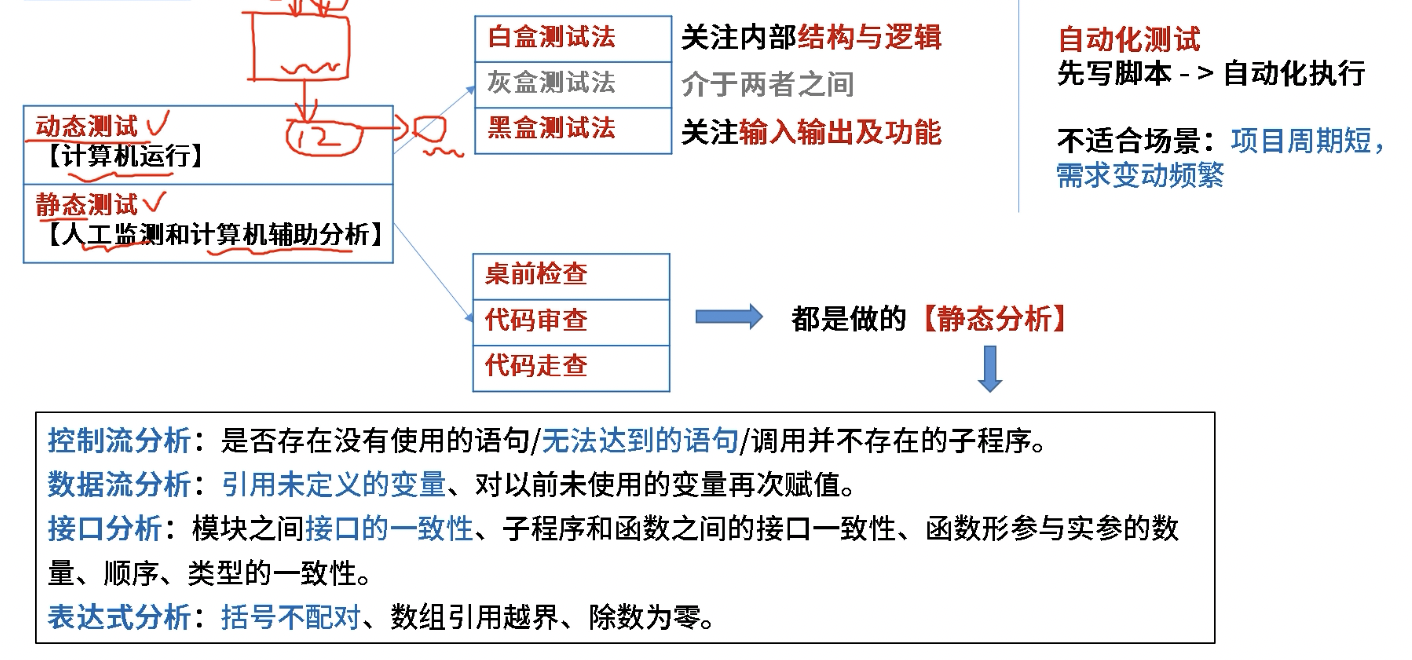 白盒测试法 关注内部结构与逻辑
灰盒测试法 介于两者之间
黑盒测试法 关注输入输出及功能
自动化测试
先写脚本 - > 自动化执行
不适合场景：项目周期短，
需求变动频繁
动态测试
【计算机运行】
静态测试
【人工监测和计算机辅助分析】
12
桌前检查
代码审查
代码走查
都是做的【静态分析】
控制流分析：是否存在没有使用的语句/无法达到的语句/调用并不存在的子程序。
数据流分析：引用未定义的变量、对以前未使用的变量再次赋值。
接口分析：模块之间接口的一致性、子程序和函数之间的接口一致性、函数形参与实参的数
量、顺序、类型的一致性。
表达式分析：括号不配对、数组引用越界、除数为零。